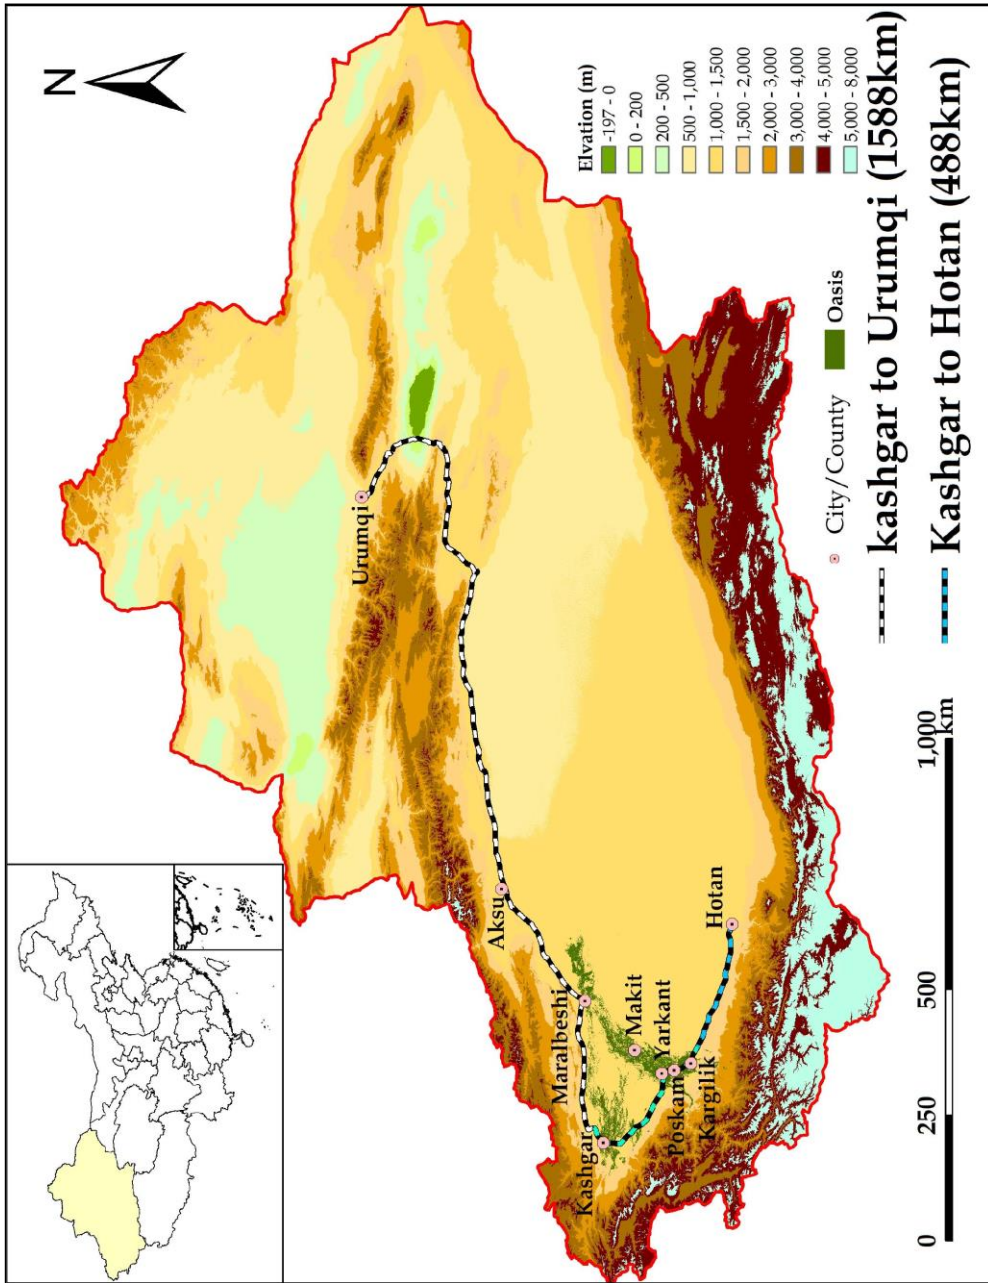 N
Urumqi
Aksu
Maralbeshi
Kashgar
Makit
Yarkant
Poskam
Kargilik
Hotan
Elvation (m)
-197 - 0
0 - 200
200 - 500
500 - 1,000
1,000 - 1,500
1,500 - 2,000
2,000 - 3,000
3,000 - 4,000
4,000 - 5,000
5,000 - 8,000
City/County
Oasis
kashgar to Urumqi (1588km)
Kashgar to Hotan (488km)
0 250 500 1,000
km